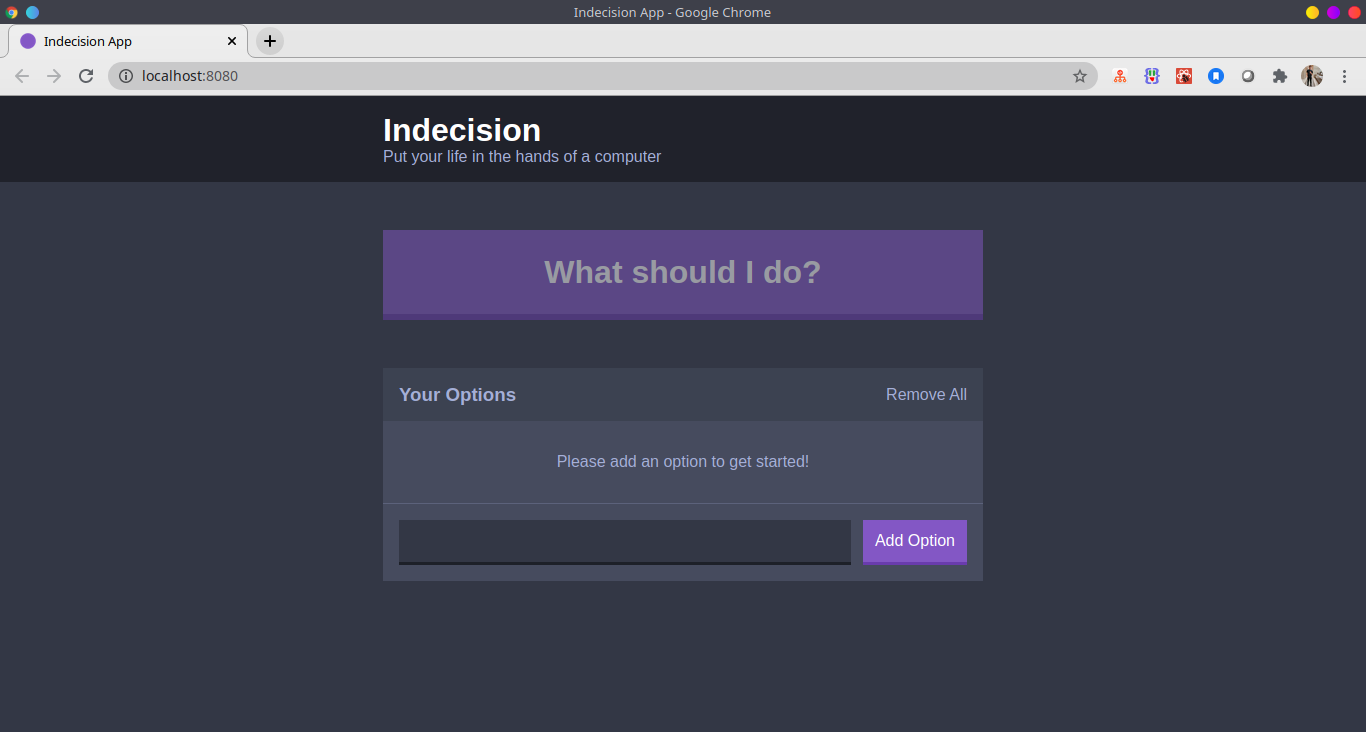 Indecision App - Google Chrome
Indecision App
localhost:8080
Indecision
Put your life in the hands of a computer
What should I do?
Your Options
Remove All
Please add an option to get started!
Add Option